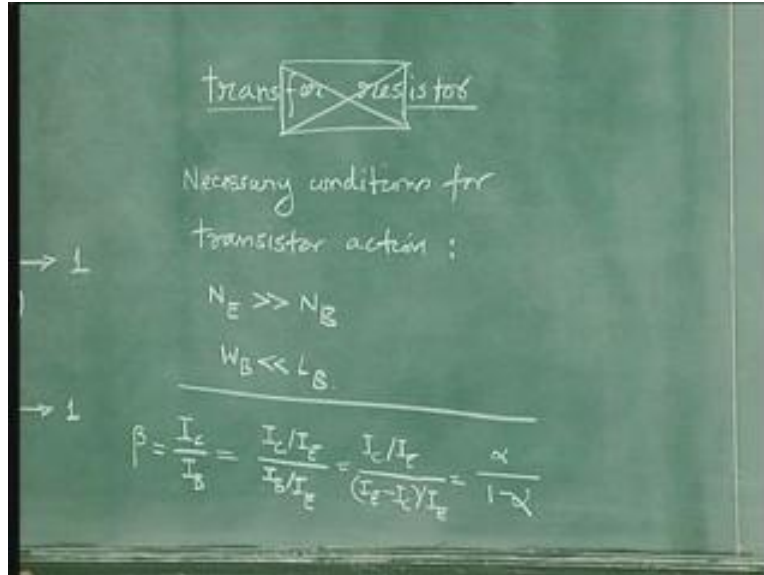 transfer resistor
Necessary conditions for
transistor action :
→ 1
N_E >> N_B
W_B << L_B
→ 1
β = I_C/I_B = (I_C/I_E)/(I_B/I_E) = (I_C/I_E)/((I_E-I_C)/I_E) = α/(1-α)